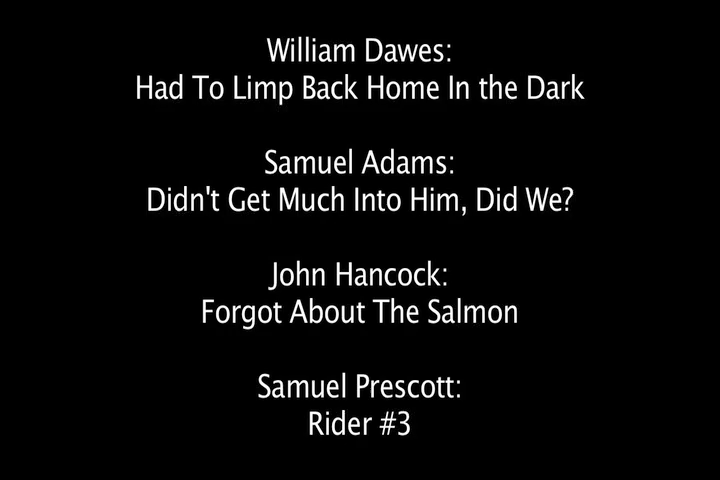 William Dawes:
Had To Limp Back Home In the Dark
Samuel Adams:
Didn't Get Much Into Him, Did We?
John Hancock:
Forgot About The Salmon
Samuel Prescott:
Rider #3